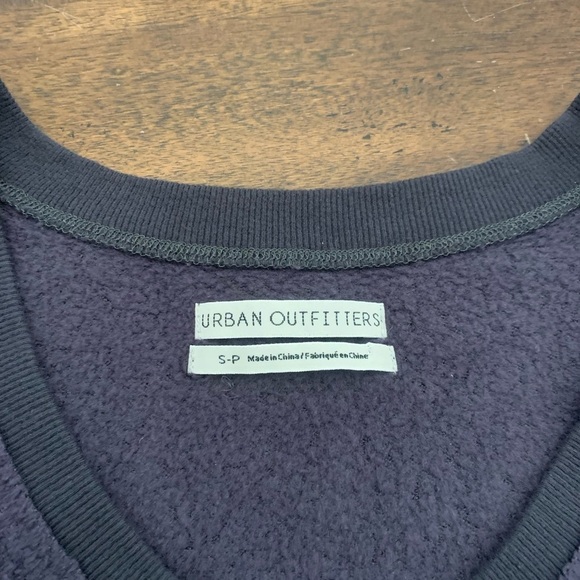 URBAN OUTFITTERS
S-P Made in China / Fabriqué en Chine